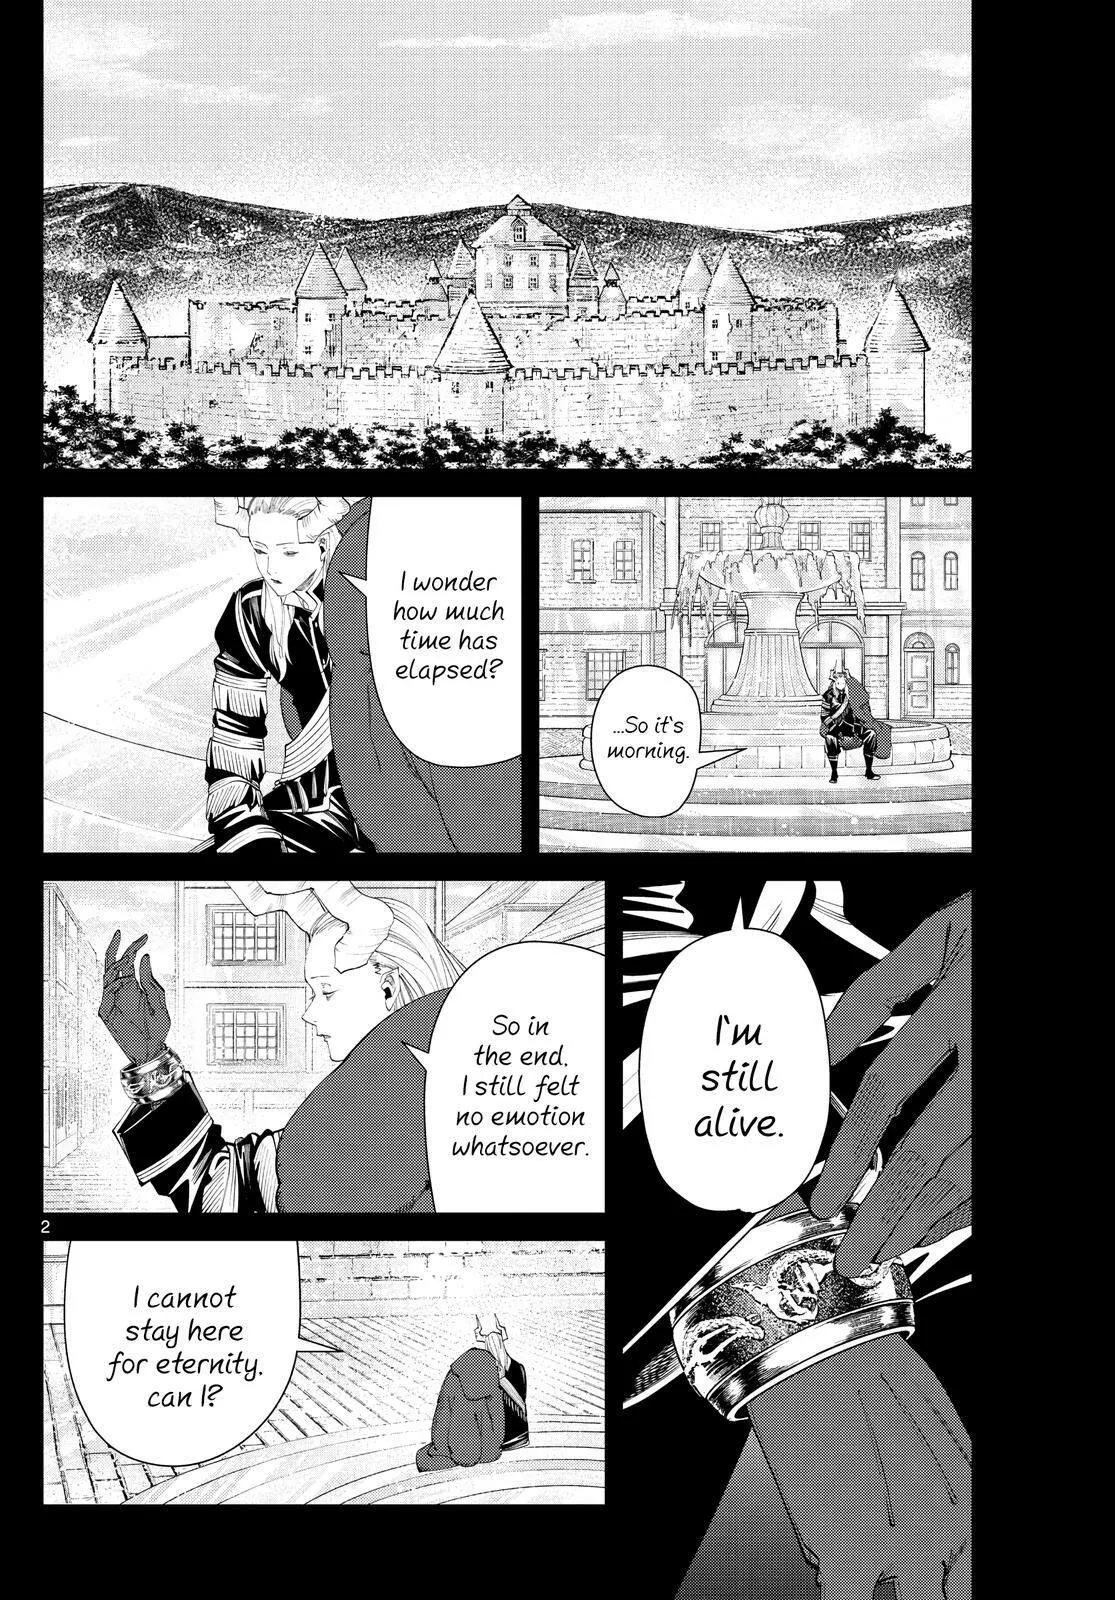 ...So it's
morning.
I wonder
how much
time has
elapsed?
I'm
still
alive.
So in
the end.
I still felt
no emotion
whatsoever.
I cannot
stay here
for eternity.
can I?
2